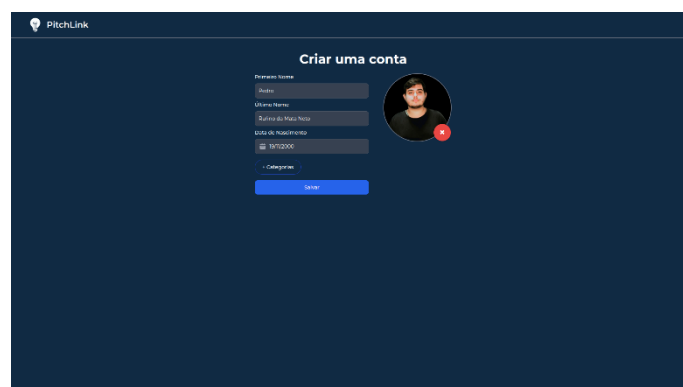 PitchLink
Criar uma conta
Primeiro Nome
Pedro
Último Nome
Rufino da Mata Neto
Data de Nascimento
19/11/2000
+ Categorias
Salvar